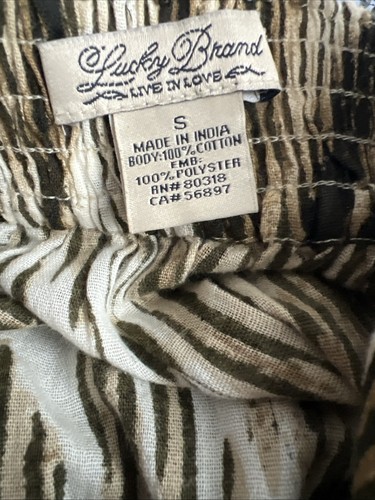 Lucky Brand
LIVE IN LOVE
S
MADE IN INDIA
BODY:100%COTTON
EMB:
100%POLYSTER
RN#80318
CA#56897